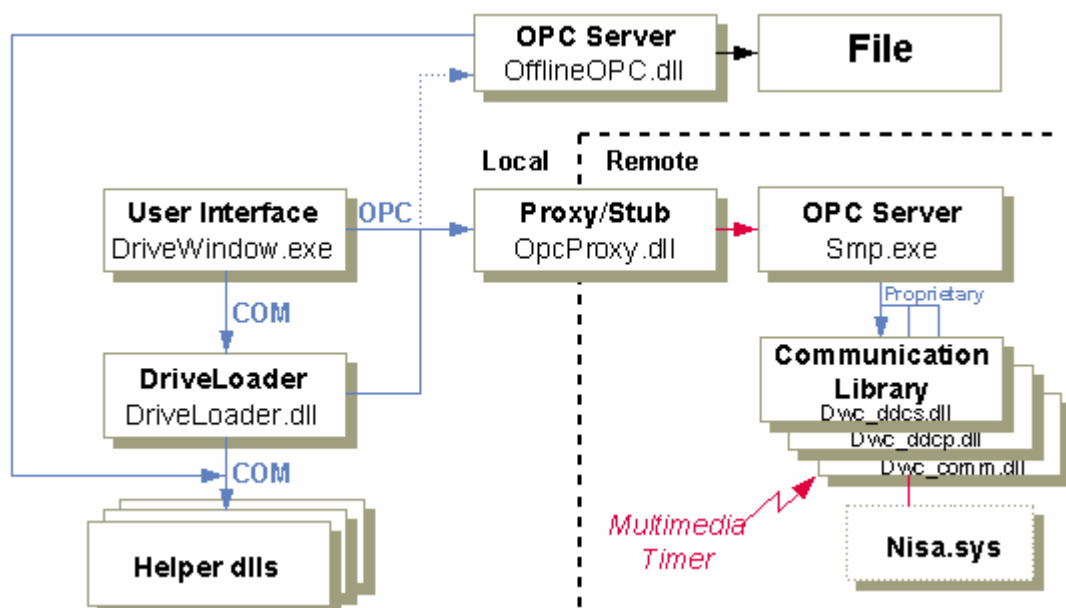 OPC Server
OfflineOPC.dll
File
Local
Remote
User Interface
DriveWindow.exe
OPC
Proxy/Stub
OpcProxy.dll
OPC Server
Smp.exe
Proprietary
COM
DriveLoader
DriveLoader.dll
Communication
Library
Dwc_ddcs.dll
Dwc_ddcp.dll
Dwc_comm.dll
COM
Multimedia
Timer
Nisa.sys
Helper dlls